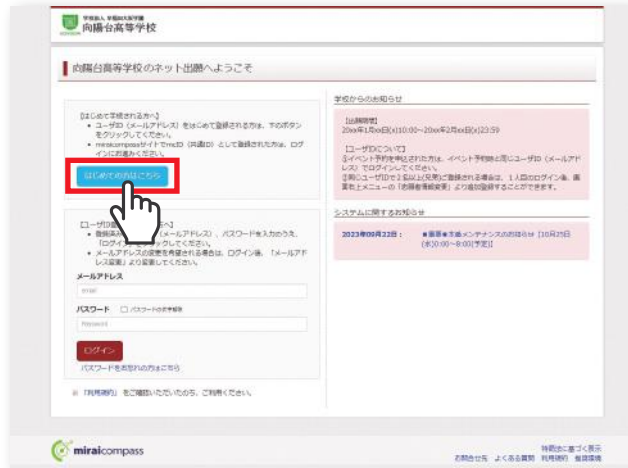 学校法人 早稲田大阪学園
向陽台高等学校
向陽台高等学校のネット出願へようこそ
【はじめて手続される方へ】
ユーザID（メールアドレス）をはじめて登録される方は、下のボタン
をクリックしてください。
miraicompassサイトでmcID（共通ID）として登録された方は、ログ
インにお進みください。
はじめての方はこちら
【ユーザID登録 方へ】
登録済み （メールアドレス）、パスワードを入力のうえ、
「ログイン」 クリックしてください。
メールアドレスの変更を希望される場合は、ログイン後、「メールアド
レス変更」より変更してください。
メールアドレス
email
パスワード パスワードの文字解除
Password
ログイン
パスワードをお忘れの方はこちら
※ 「利用規約」 をご確認いただいたのち、ご利用ください。
学校からのお知らせ
【出願期間】
20xx年1月xx日(x)10:00～20xx年2月xx日(x)23:59
【ユーザIDについて】
①イベント予約を申込された方は、イベント予約時と同じユーザID（メールアド
レス）でログインしてください。
②同じユーザIDで2名以上(兄弟)ご登録される場合は、1人目のログイン後、画
面右上メニューの「志願者情報変更」より追加登録することができます。
システムに関するお知らせ
2023年09月22日： ■重要■本番メンテナンスのお知らせ [10月25日
(水)0:00～8:00(予定)]
miraicompass
特商法に基づく表示
お問合せ先 よくある質問 利用規約 推奨環境